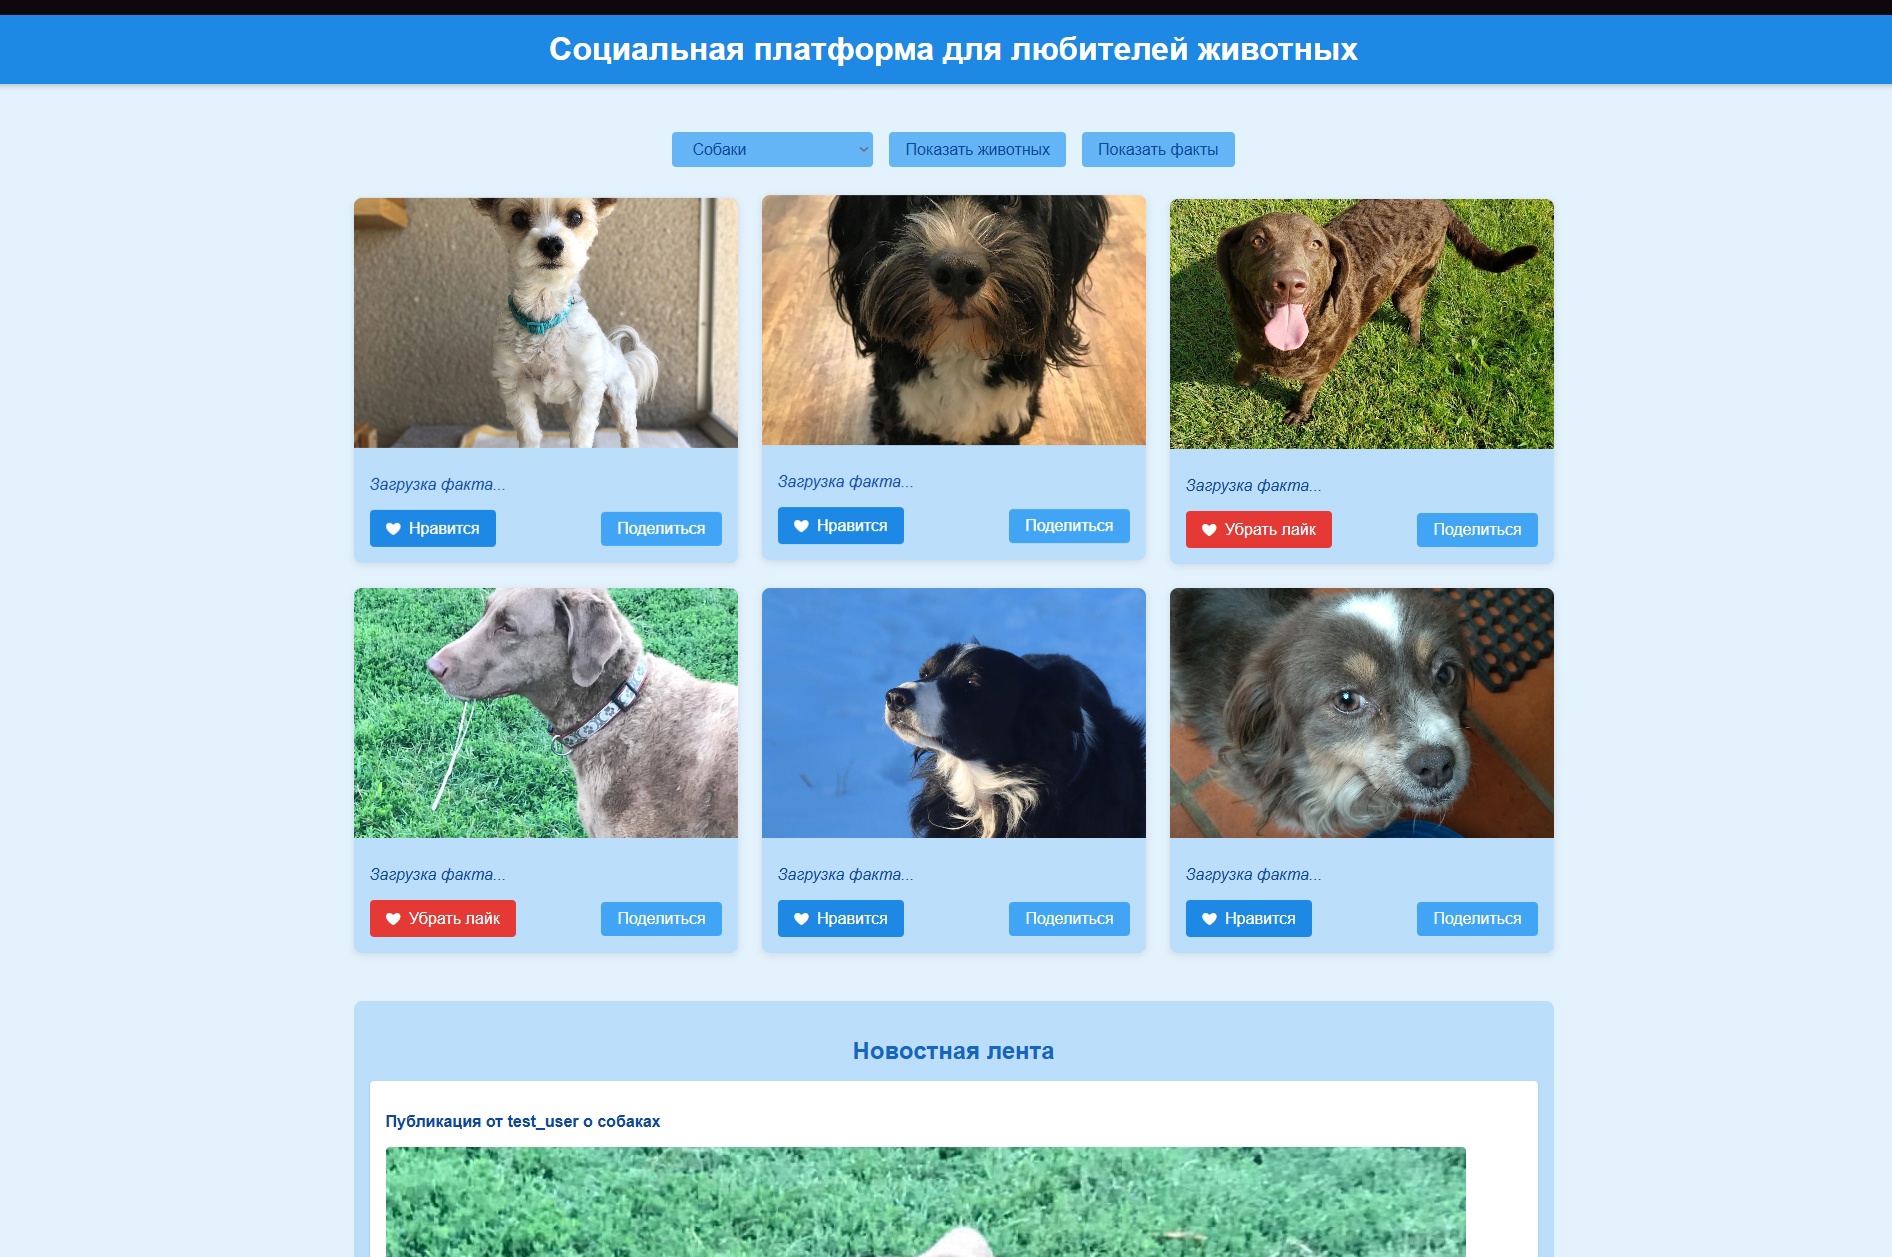 Социальная платформа для любителей животных
Собаки
Показать животных
Показать факты
Загрузка факта...
Нравится
Поделиться
Загрузка факта...
Нравится
Поделиться
Загрузка факта...
Убрать лайк
Поделиться
Загрузка факта...
Убрать лайк
Поделиться
Загрузка факта...
Нравится
Поделиться
Загрузка факта...
Нравится
Поделиться
Новостная лента
Публикация от test_user о собаках